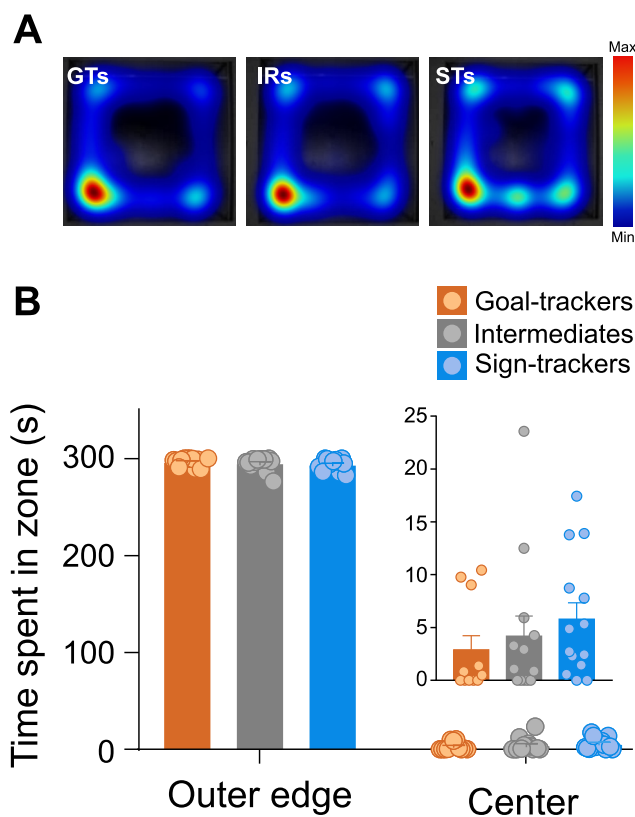 A
Max
GTs
IRs
STs
Min
B
Goal-trackers
Intermediates
Sign-trackers
Time spent in zone (s)
300
200
100
0
25
20
15
10
5
0
Outer edge
Center